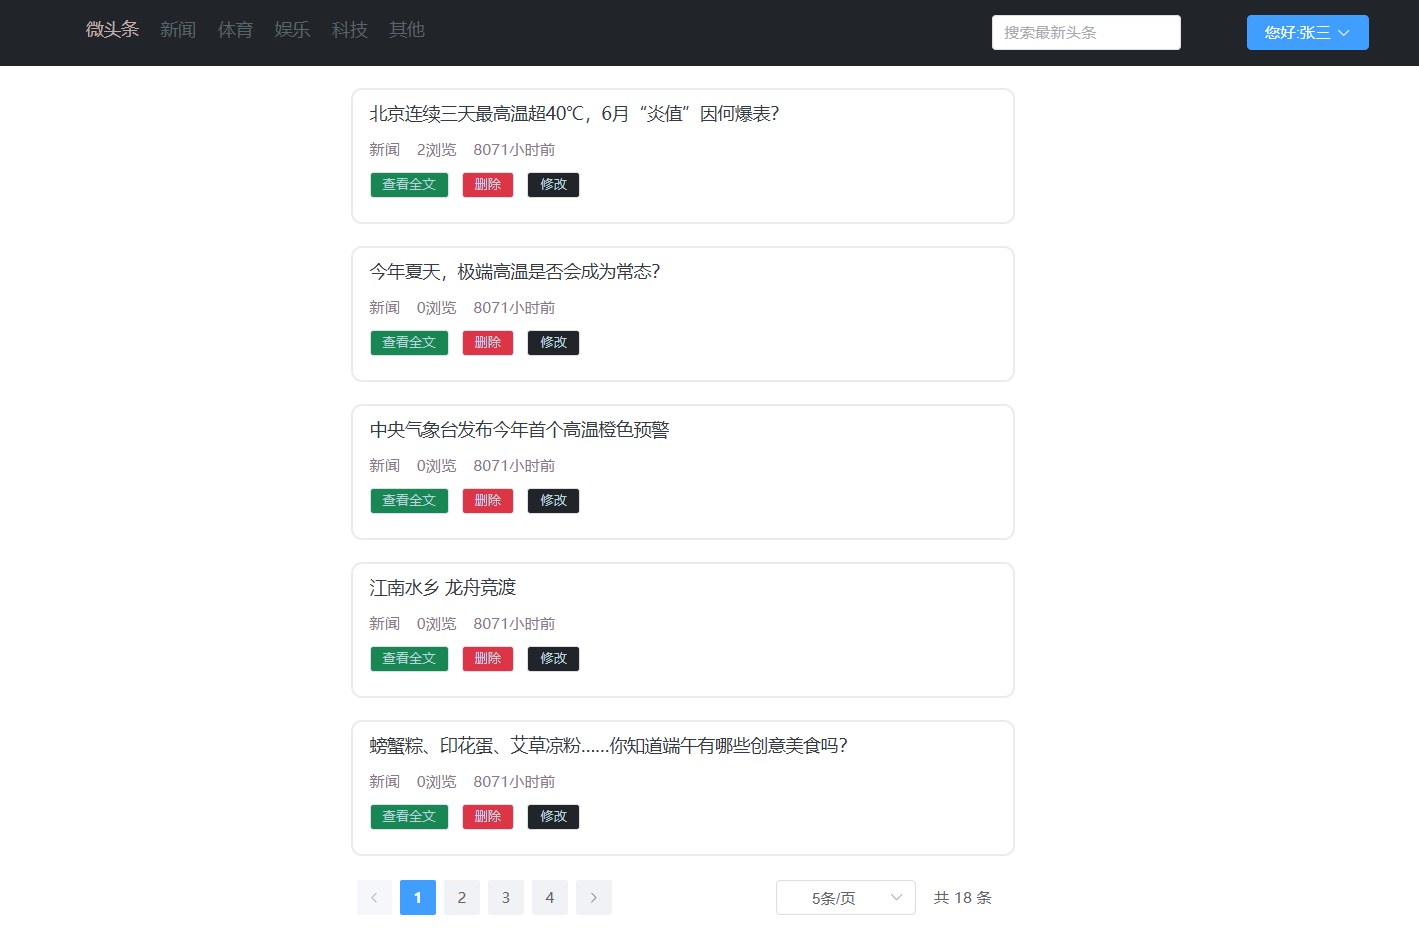 微头条 新闻 体育 娱乐 科技 其他 搜索最新头条 您好:张三
北京连续三天最高温超40℃，6月“炎值”因何爆表？
新闻 2浏览 8071小时前
查看全文 删除 修改
今年夏天，极端高温是否会成为常态？
新闻 0浏览 8071小时前
查看全文 删除 修改
中央气象台发布今年首个高温橙色预警
新闻 0浏览 8071小时前
查看全文 删除 修改
江南水乡 龙舟竞渡
新闻 0浏览 8071小时前
查看全文 删除 修改
螃蟹粽、印花蛋、艾草凉粉……你知道端午有哪些创意美食吗？
新闻 0浏览 8071小时前
查看全文 删除 修改
1 2 3 4 5条/页 共 18 条